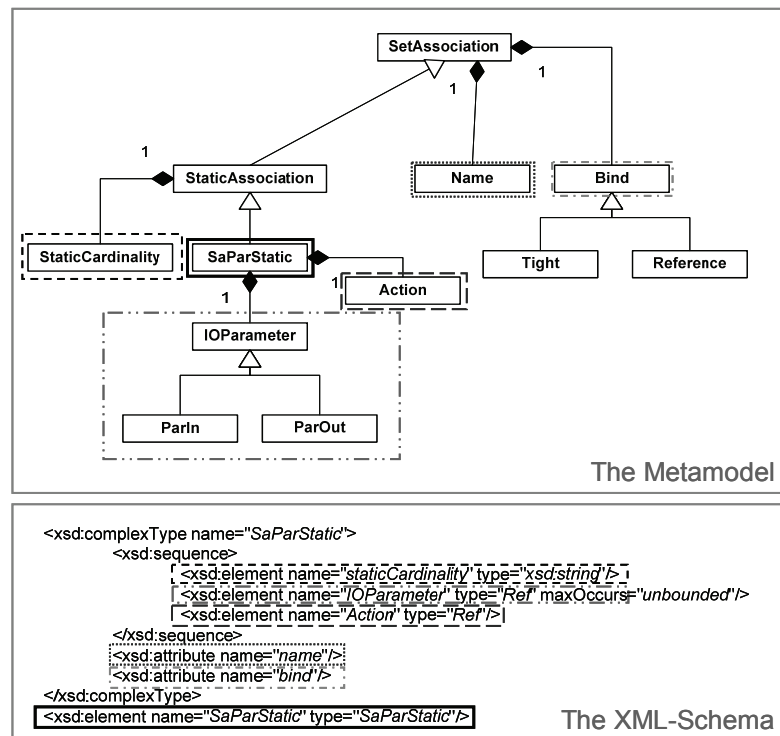 SetAssociation
1
1
1
StaticAssociation
Name
Bind
StaticCardinality
SaParStatic
Tight
Reference
1
1
Action
IOParameter
ParIn
ParOut
The Metamodel
<xsd:complexType name="SaParStatic">
<xsd:sequence>
<xsd:element name="staticCardinality" type="xsd:string"/>
<xsd:element name="IOParameter" type="Ref" maxOccurs="unbounded"/>
<xsd:element name="Action" type="Ref"/>
</xsd:sequence>
<xsd:attribute name="name"/>
<xsd:attribute name="bind"/>
</xsd:complexType>
<xsd:element name="SaParStatic" type="SaParStatic"/>
The XML-Schema